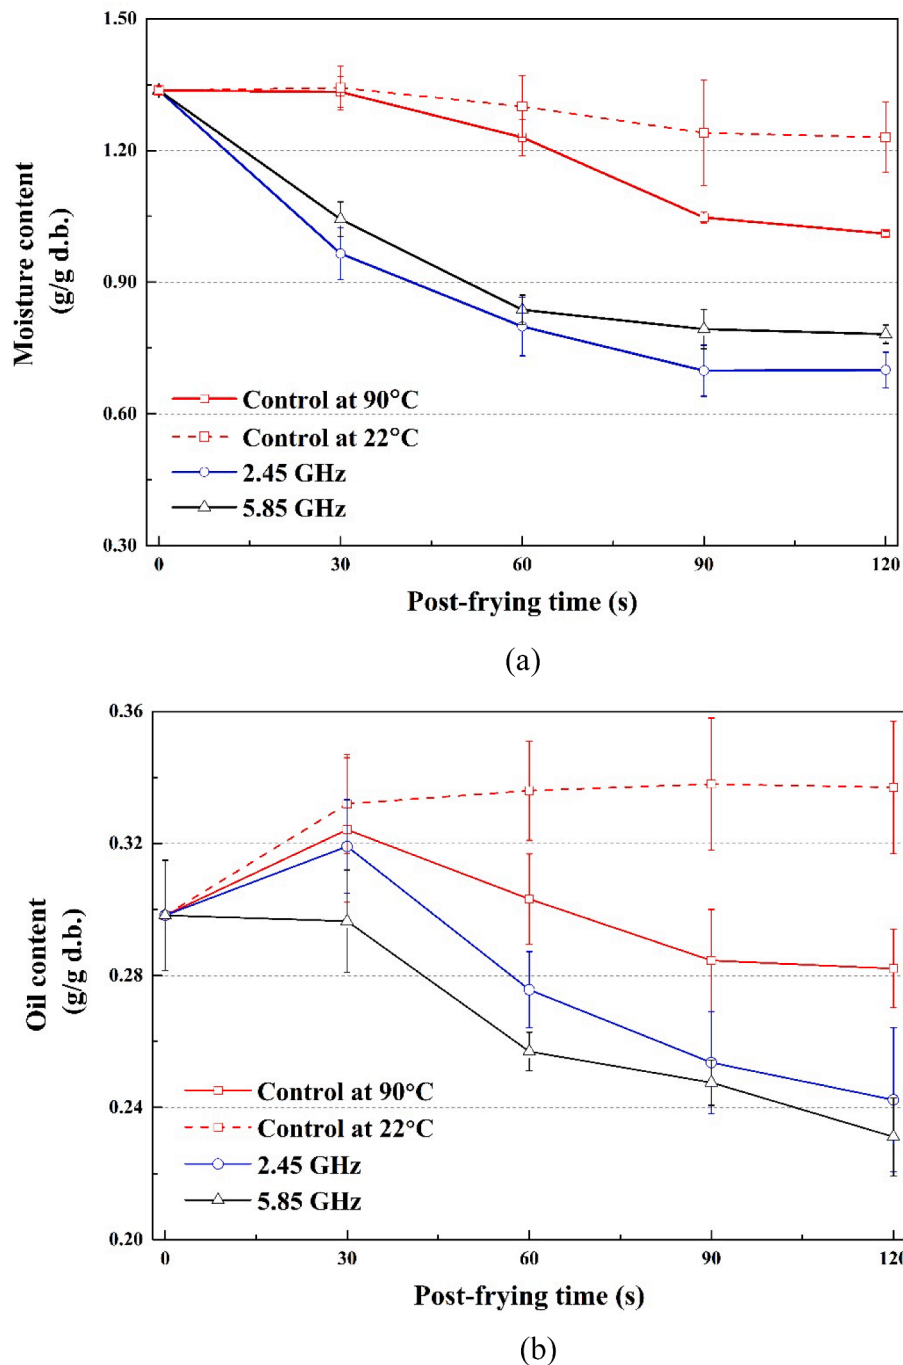 1.50
1.20
0.90
0.60
0.30
Moisture content
(g/g d.b.)
Control at 90°C
Control at 22°C
2.45 GHz
5.85 GHz
0
30
60
90
120
Post-frying time (s)
(a)
0.36
0.32
0.28
0.24
0.20
Oil content
(g/g d.b.)
Control at 90°C
Control at 22°C
2.45 GHz
5.85 GHz
0
30
60
90
120
Post-frying time (s)
(b)